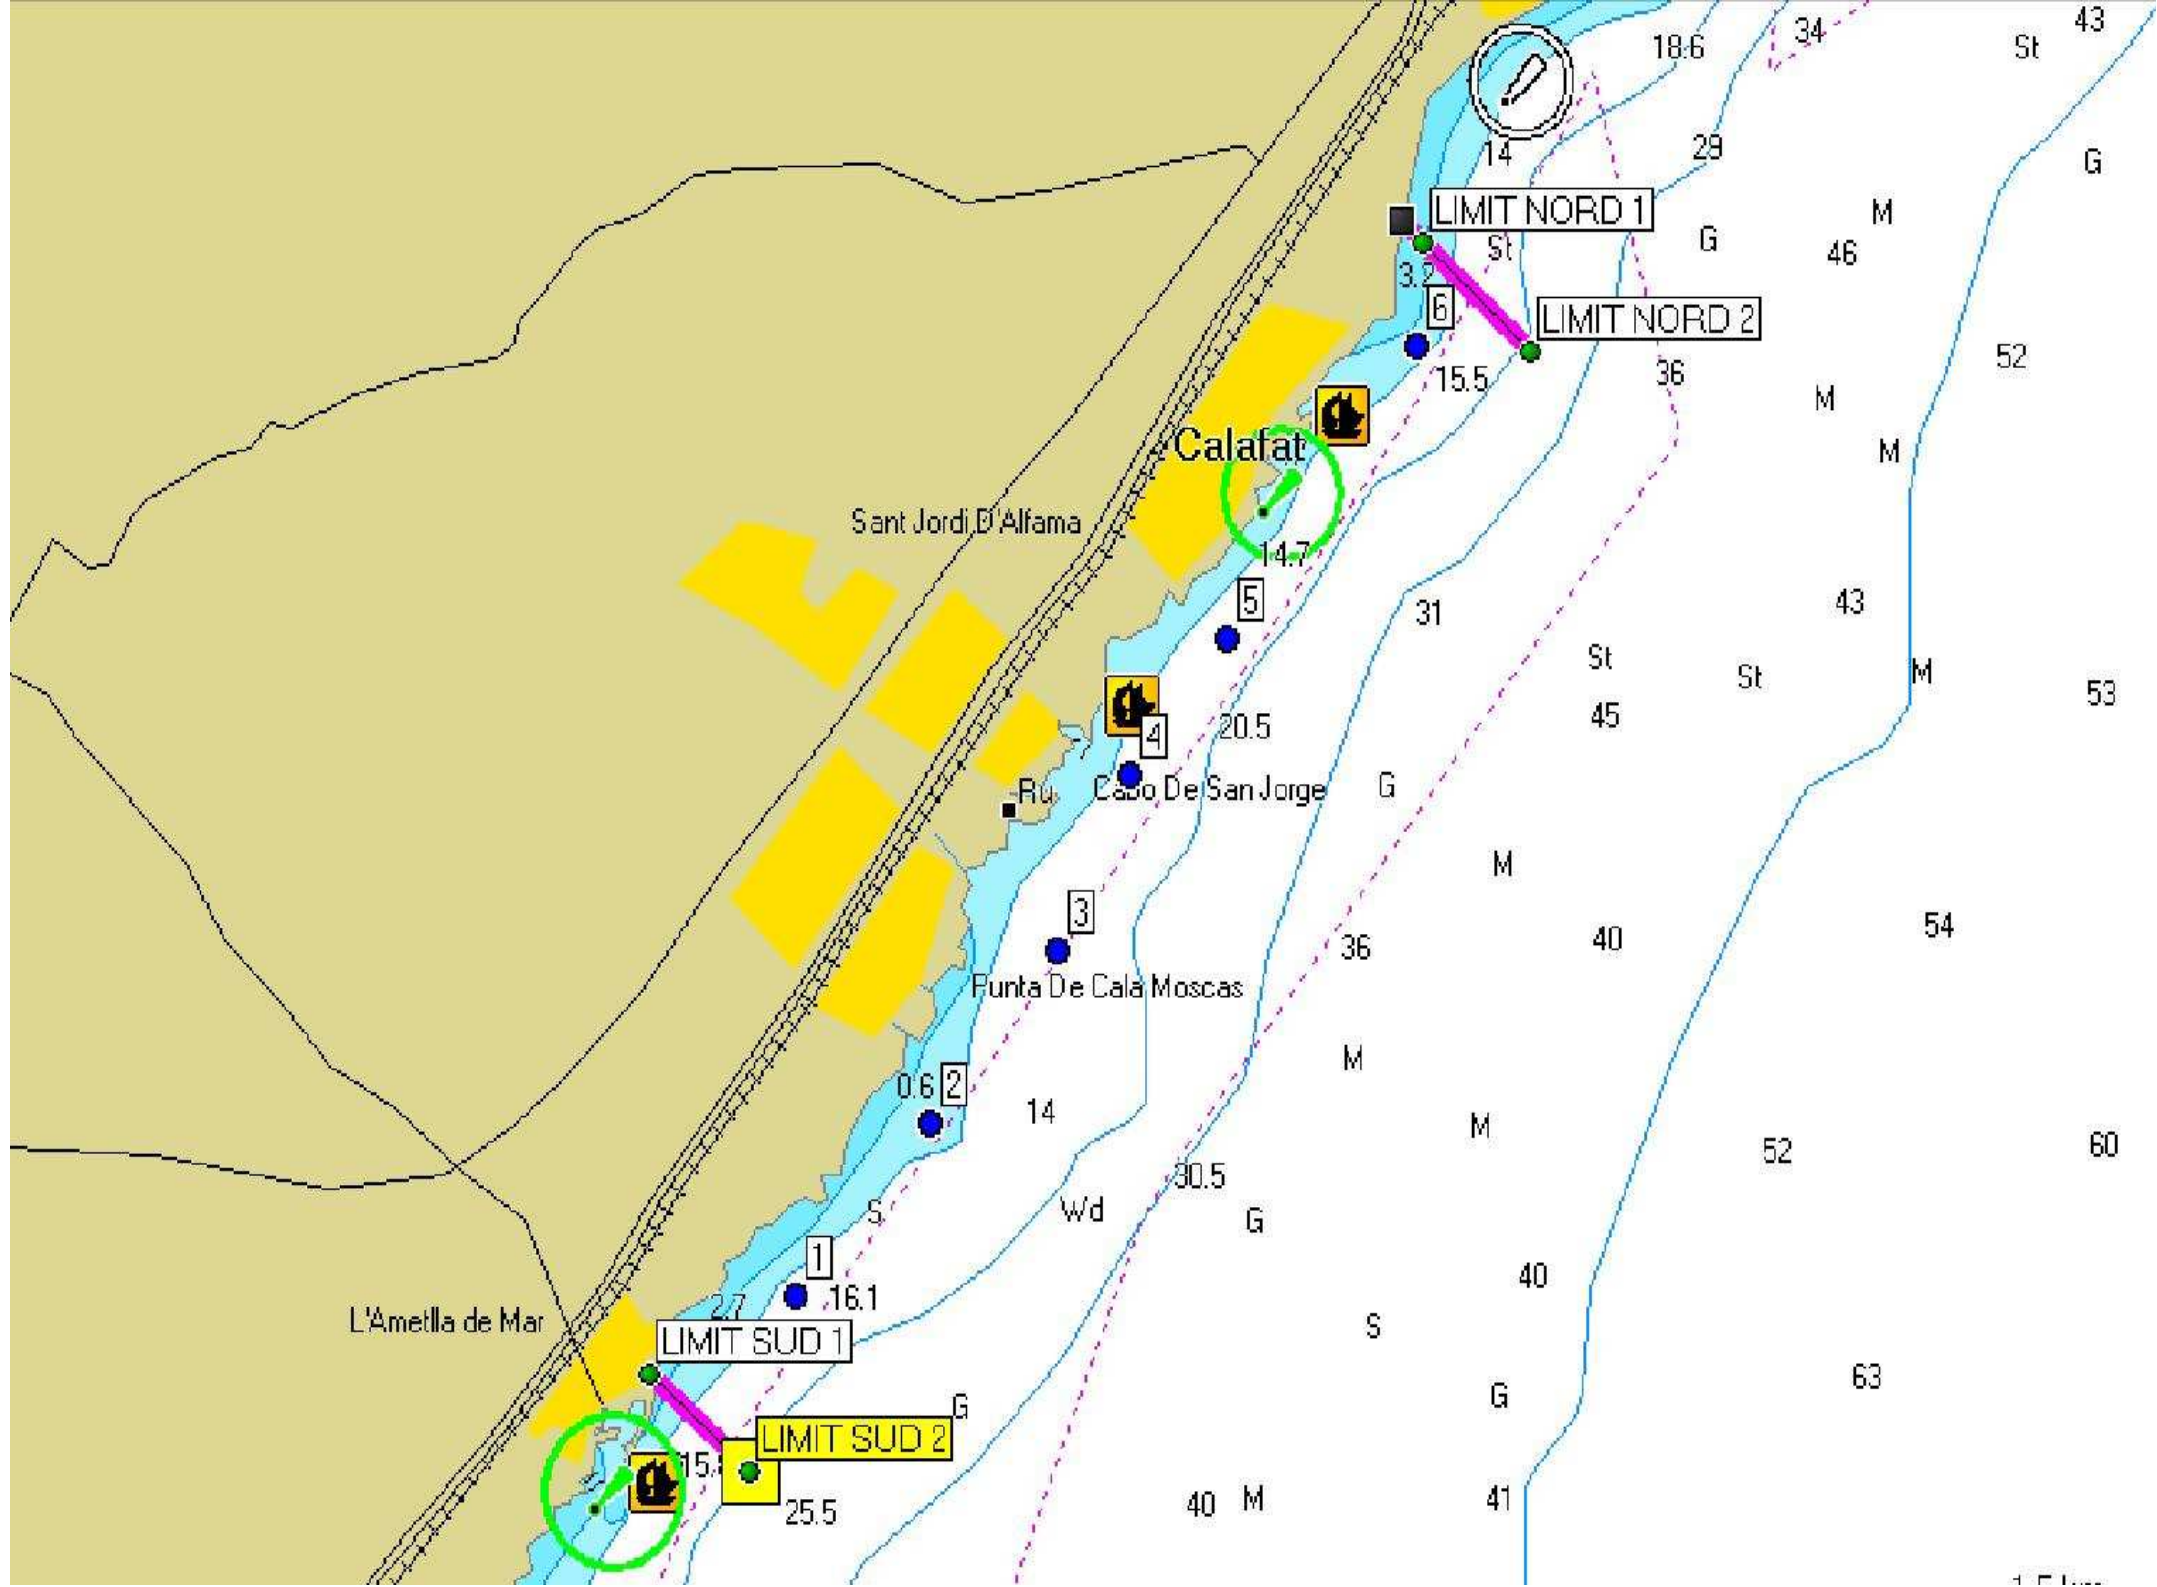 43
34
St
18.6
29
14
G
M
LIMIT NORD 1
G
St
46
3.2
6
LIMIT NORD 2
52
36
15.5
M
Calafat
M
Sant Jordi D'Alfama
14.7
5
43
31
St
M
St
53
45
20.5
4
G
Cabo De San Jorge
Ru
M
3
54
40
36
Punta De Cala Moscas
M
0.6
2
14
M
60
52
30.5
Wd
S
G
1
40
16.1
2.7
L'Ametlla de Mar
S
LIMIT SUD 1
63
G
G
LIMIT SUD 2
40
M
41
25.5